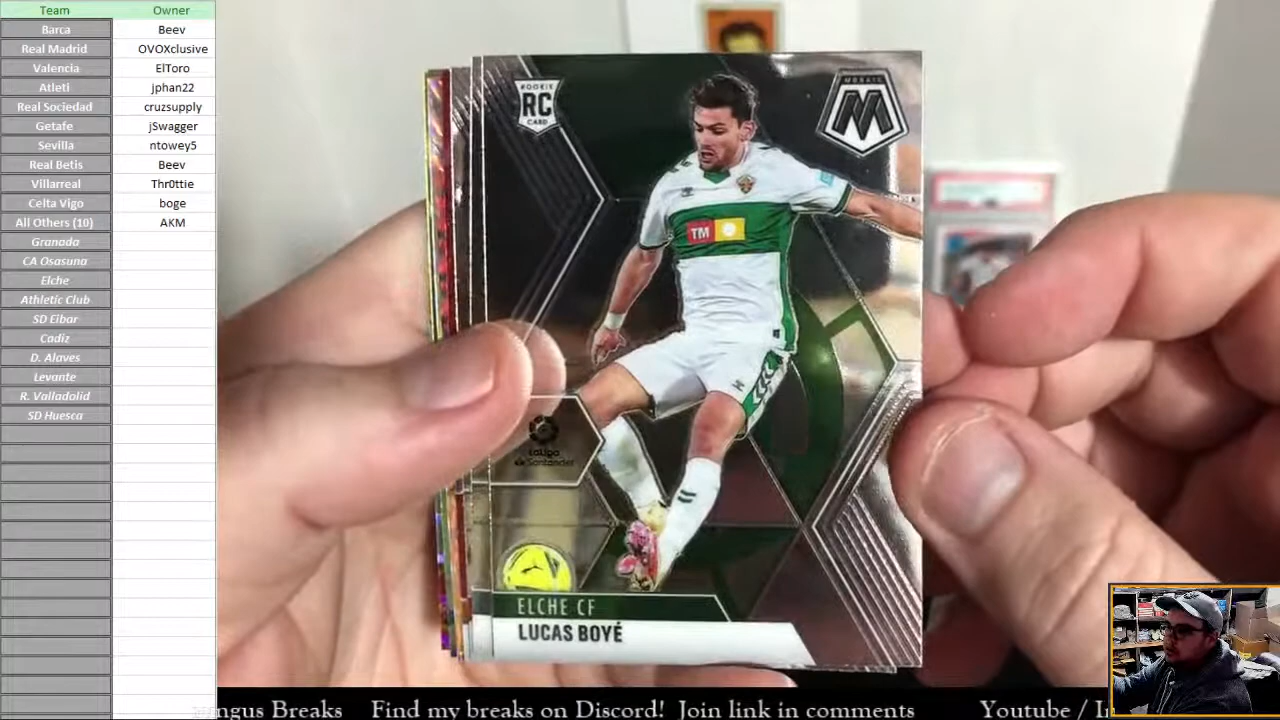 Team Owner
Barca Beev
Real Madrid OVOXclusive
Valencia ElToro
Atleti jphan22
Real Sociedad cruzsupply
Getafe jSwagger
Sevilla ntowey5
Real Betis Beev
Villarreal Thr0ttie
Celta Vigo boge
All Others (10) AKM
Granada
CA Osasuna
Elche
Athletic Club
SD Eibar
Cadiz
D. Alaves
Levante
R. Valladolid
SD Huesca
ROOKIE
RC
CARD
MOSAIC
M
TM
LaLiga
Santander
ELCHE CF
LUCAS BOYÉ
Breaks Find my breaks on Discord! Join link in comments Youtube /